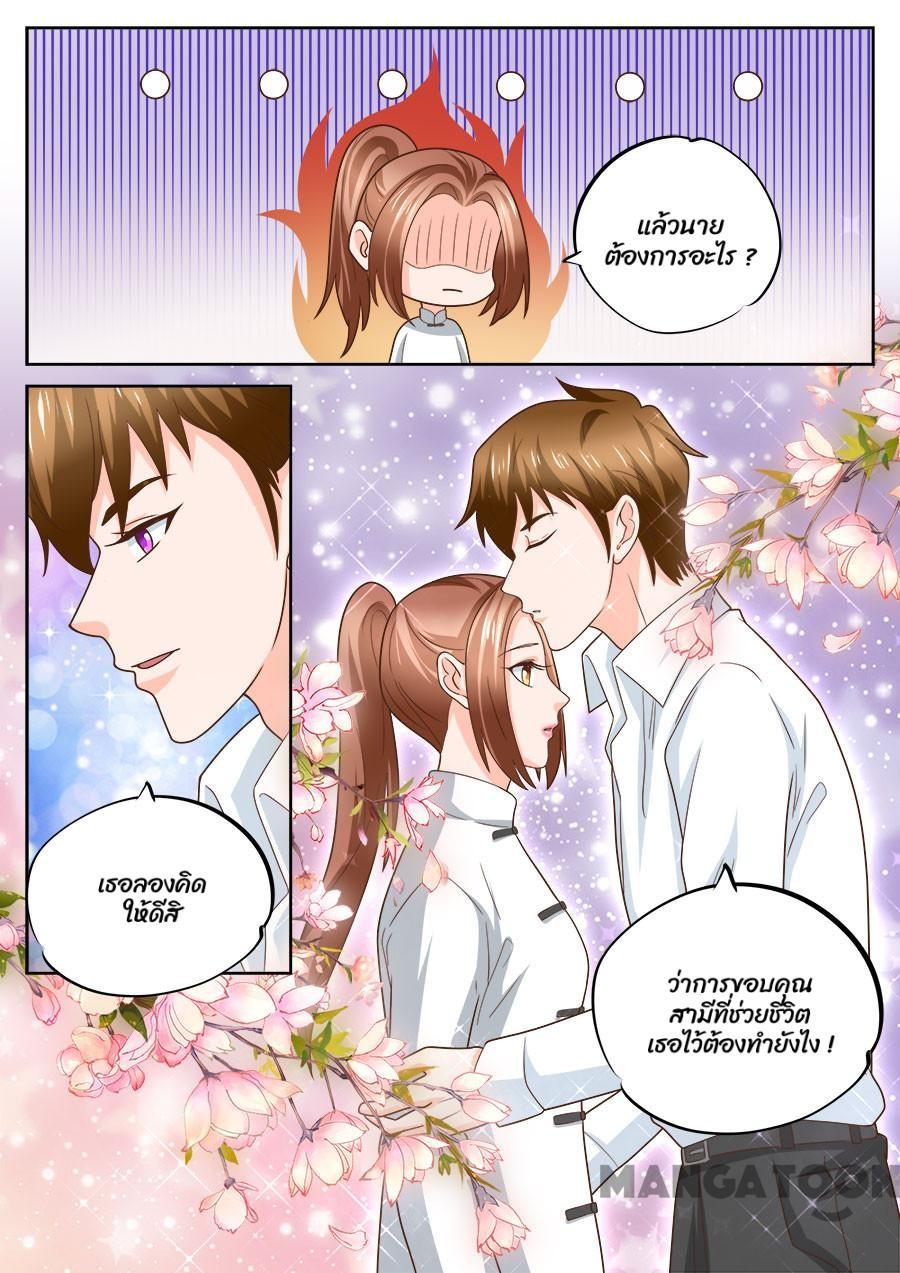 แล้วนาย
ต้องการอะไร ?
เธอลองคิด
ให้ดีสิ
ว่าการขอบคุณ
สามีที่ช่วยชีวิต
เธอไว้ต้องทำยังไง !
MANGATOON